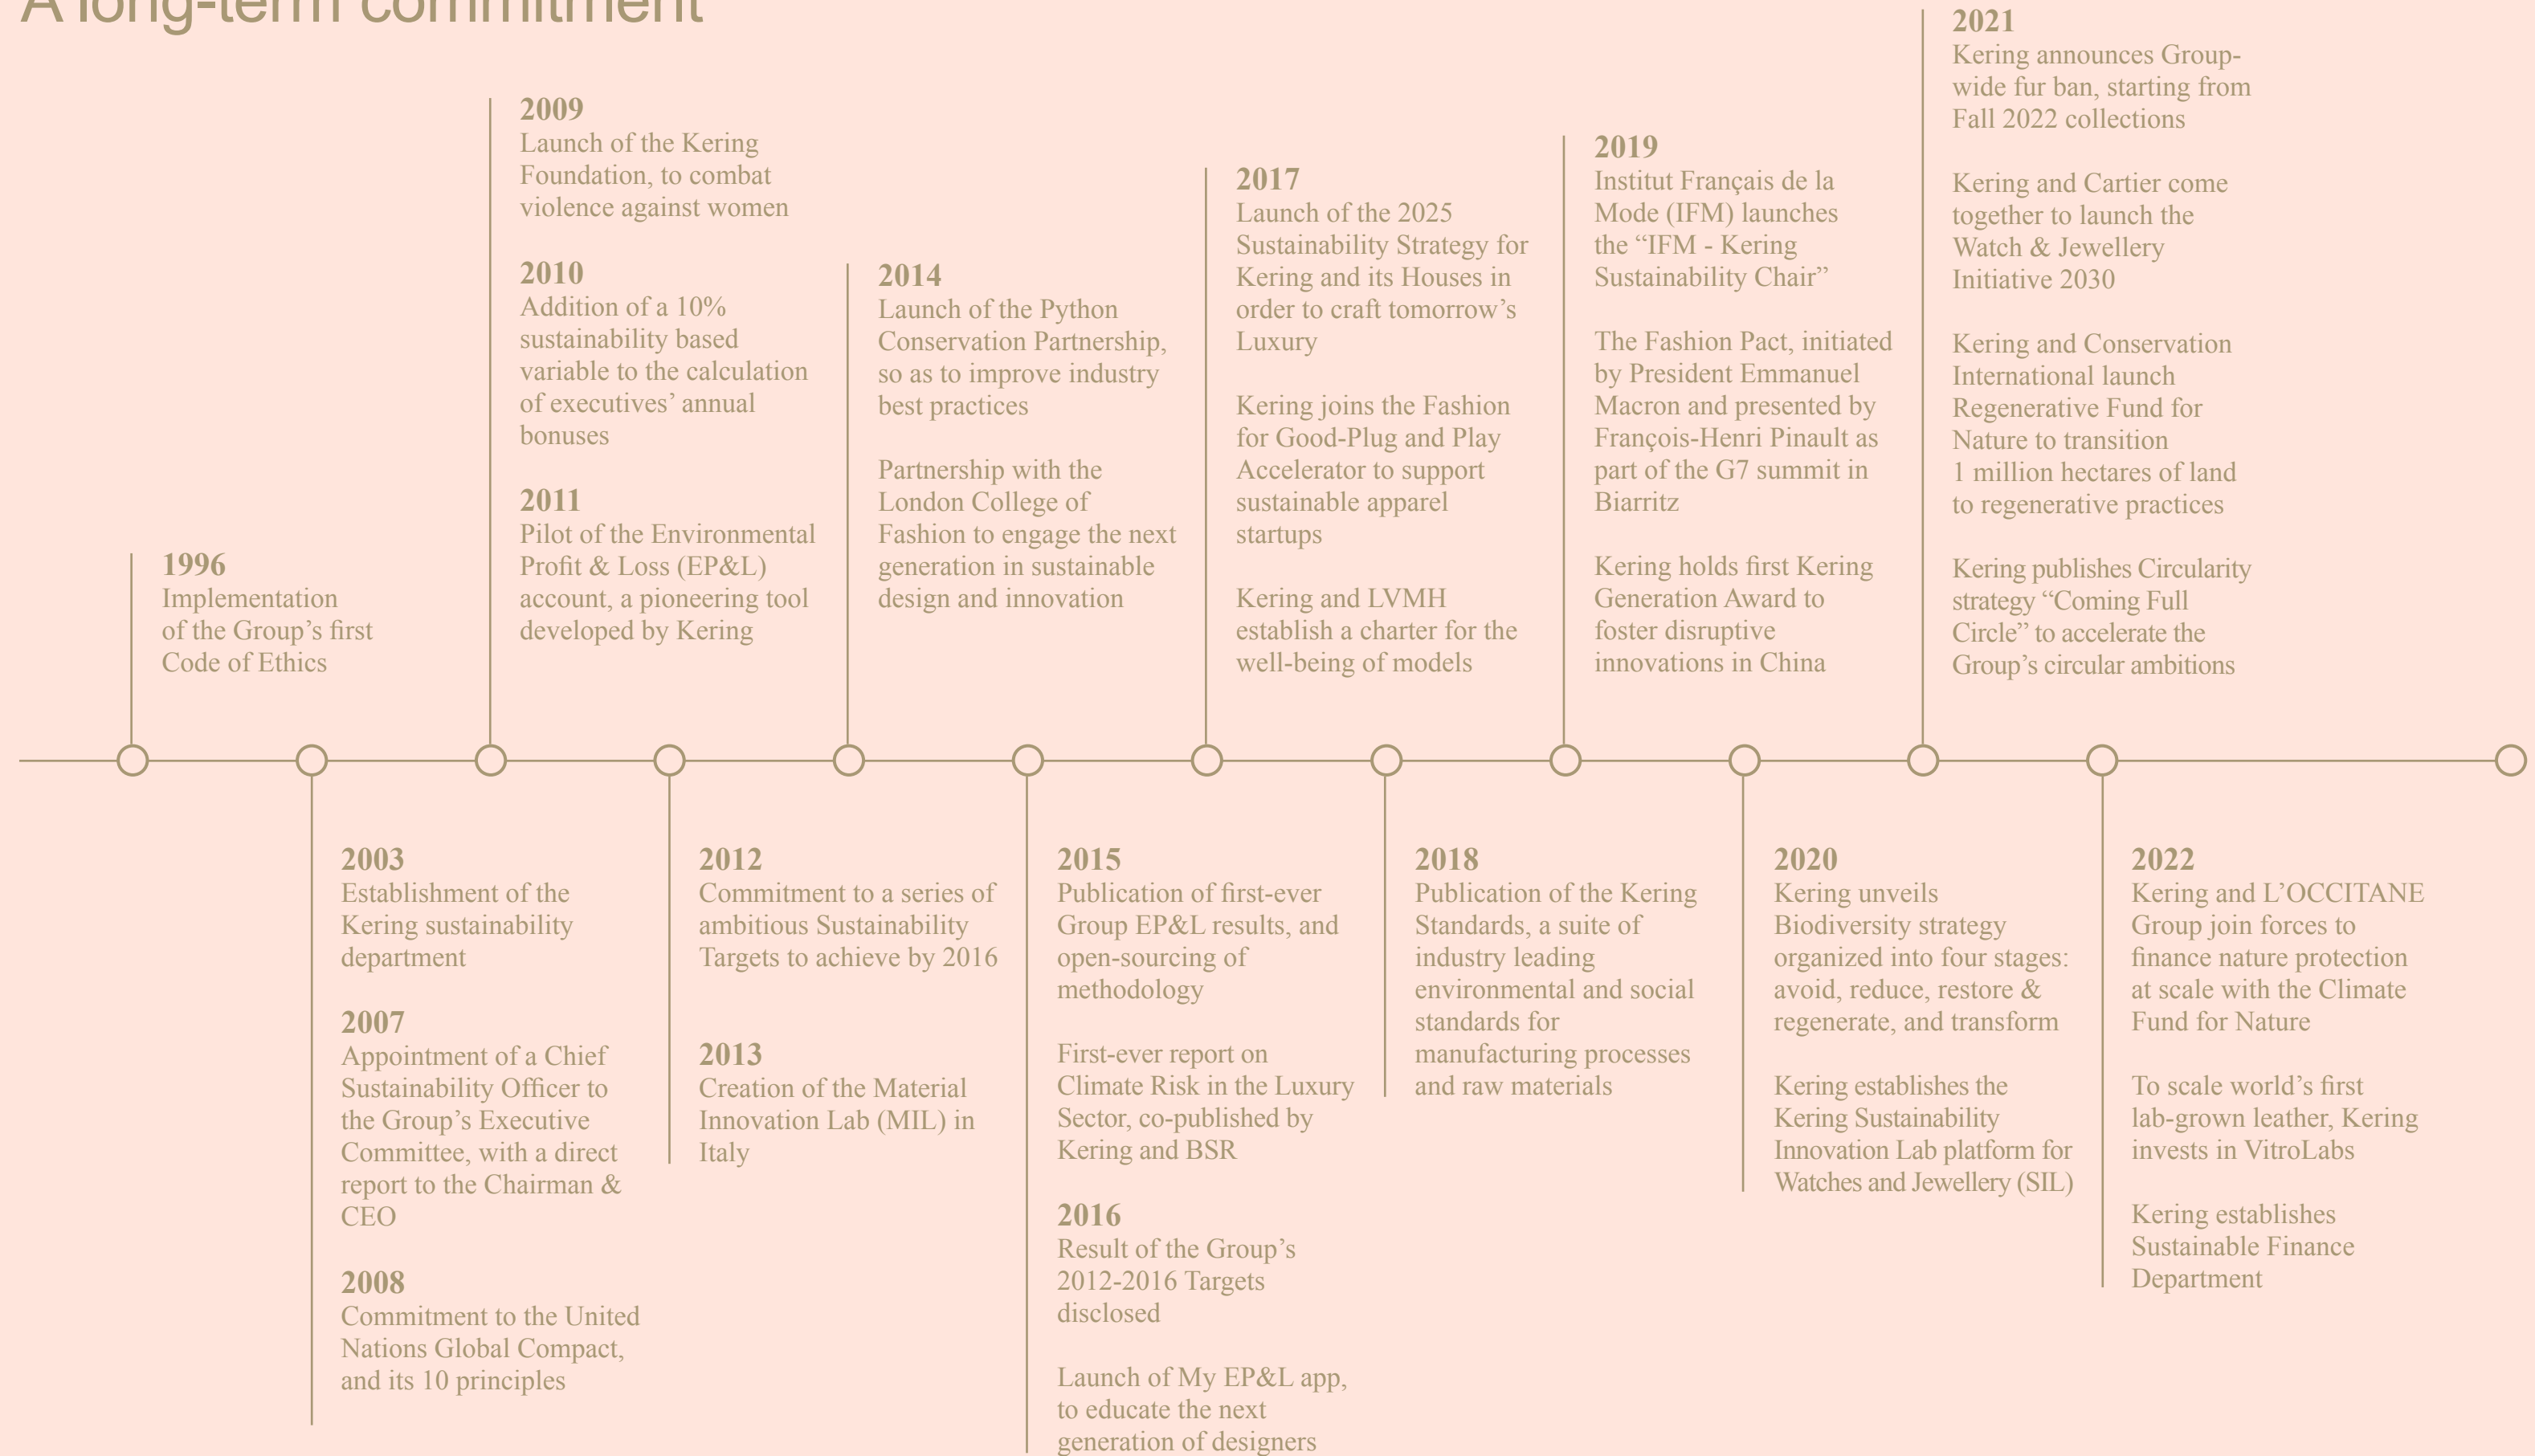 A long-term commitment
1996
Implementation
of the Group’s first
Code of Ethics
2003
Establishment of the
Kering sustainability
department
2007
Appointment of a Chief
Sustainability Officer to
the Group’s Executive
Committee, with a direct
report to the Chairman &
CEO
2008
Commitment to the United
Nations Global Compact,
and its 10 principles
2009
Launch of the Kering
Foundation, to combat
violence against women
2010
Addition of a 10%
sustainability based
variable to the calculation
of executives’ annual
bonuses
2011
Pilot of the Environmental
Profit & Loss (EP&L)
account, a pioneering tool
developed by Kering
2012
Commitment to a series of
ambitious Sustainability
Targets to achieve by 2016
2013
Creation of the Material
Innovation Lab (MIL) in
Italy
2014
Launch of the Python
Conservation Partnership,
so as to improve industry
best practices
Partnership with the
London College of
Fashion to engage the next
generation in sustainable
design and innovation
2015
Publication of first-ever
Group EP&L results, and
open-sourcing of
methodology
First-ever report on
Climate Risk in the Luxury
Sector, co-published by
Kering and BSR
2016
Result of the Group’s
2012-2016 Targets
disclosed
Launch of My EP&L app,
to educate the next
generation of designers
2017
Launch of the 2025
Sustainability Strategy for
Kering and its Houses in
order to craft tomorrow’s
Luxury
Kering joins the Fashion
for Good-Plug and Play
Accelerator to support
sustainable apparel
startups
Kering and LVMH
establish a charter for the
well-being of models
2018
Publication of the Kering
Standards, a suite of
industry leading
environmental and social
standards for
manufacturing processes
and raw materials
2019
Institut Français de la
Mode (IFM) launches
the “IFM - Kering
Sustainability Chair”
The Fashion Pact, initiated
by President Emmanuel
Macron and presented by
François-Henri Pinault as
part of the G7 summit in
Biarritz
Kering holds first Kering
Generation Award to
foster disruptive
innovations in China
2020
Kering unveils
Biodiversity strategy
organized into four stages:
avoid, reduce, restore &
regenerate, and transform
Kering establishes the
Kering Sustainability
Innovation Lab platform for
Watches and Jewellery (SIL)
2021
Kering announces Group-
wide fur ban, starting from
Fall 2022 collections
Kering and Cartier come
together to launch the
Watch & Jewellery
Initiative 2030
Kering and Conservation
International launch
Regenerative Fund for
Nature to transition
1 million hectares of land
to regenerative practices
Kering publishes Circularity
strategy “Coming Full
Circle” to accelerate the
Group’s circular ambitions
2022
Kering and L’OCCITANE
Group join forces to
finance nature protection
at scale with the Climate
Fund for Nature
To scale world’s first
lab-grown leather, Kering
invests in VitroLabs
Kering establishes
Sustainable Finance
Department